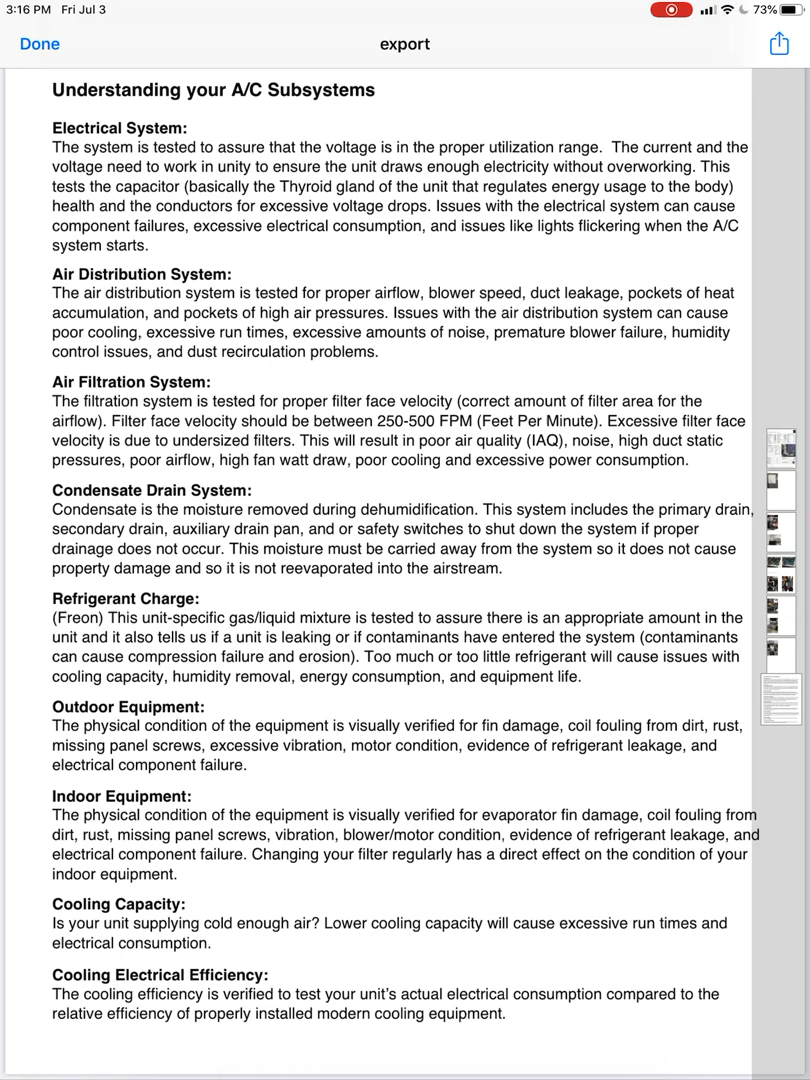 3:16 PM Fri Jul 3
73%
Done
export
Understanding your A/C Subsystems
Electrical System:
The system is tested to assure that the voltage is in the proper utilization range.  The current and the
voltage need to work in unity to ensure the unit draws enough electricity without overworking. This
tests the capacitor (basically the Thyroid gland of the unit that regulates energy usage to the body)
health and the conductors for excessive voltage drops. Issues with the electrical system can cause
component failures, excessive electrical consumption, and issues like lights flickering when the A/C
system starts.
Air Distribution System:
The air distribution system is tested for proper airflow, blower speed, duct leakage, pockets of heat
accumulation, and pockets of high air pressures. Issues with the air distribution system can cause
poor cooling, excessive run times, excessive amounts of noise, premature blower failure, humidity
control issues, and dust recirculation problems.
Air Filtration System:
The filtration system is tested for proper filter face velocity (correct amount of filter area for the
airflow). Filter face velocity should be between 250-500 FPM (Feet Per Minute). Excessive filter face
velocity is due to undersized filters. This will result in poor air quality (IAQ), noise, high duct static
pressures, poor airflow, high fan watt draw, poor cooling and excessive power consumption.
Condensate Drain System:
Condensate is the moisture removed during dehumidification. This system includes the primary drain,
secondary drain, auxiliary drain pan, and or safety switches to shut down the system if proper
drainage does not occur. This moisture must be carried away from the system so it does not cause
property damage and so it is not reevaporated into the airstream.
Refrigerant Charge:
(Freon) This unit-specific gas/liquid mixture is tested to assure there is an appropriate amount in the
unit and it also tells us if a unit is leaking or if contaminants have entered the system (contaminants
can cause compression failure and erosion). Too much or too little refrigerant will cause issues with
cooling capacity, humidity removal, energy consumption, and equipment life.
Outdoor Equipment:
The physical condition of the equipment is visually verified for fin damage, coil fouling from dirt, rust,
missing panel screws, excessive vibration, motor condition, evidence of refrigerant leakage, and
electrical component failure.
Indoor Equipment:
The physical condition of the equipment is visually verified for evaporator fin damage, coil fouling from
dirt, rust, missing panel screws, vibration, blower/motor condition, evidence of refrigerant leakage, and
electrical component failure. Changing your filter regularly has a direct effect on the condition of your
indoor equipment.
Cooling Capacity:
Is your unit supplying cold enough air? Lower cooling capacity will cause excessive run times and
electrical consumption.
Cooling Electrical Efficiency:
The cooling efficiency is verified to test your unit's actual electrical consumption compared to the
relative efficiency of properly installed modern cooling equipment.